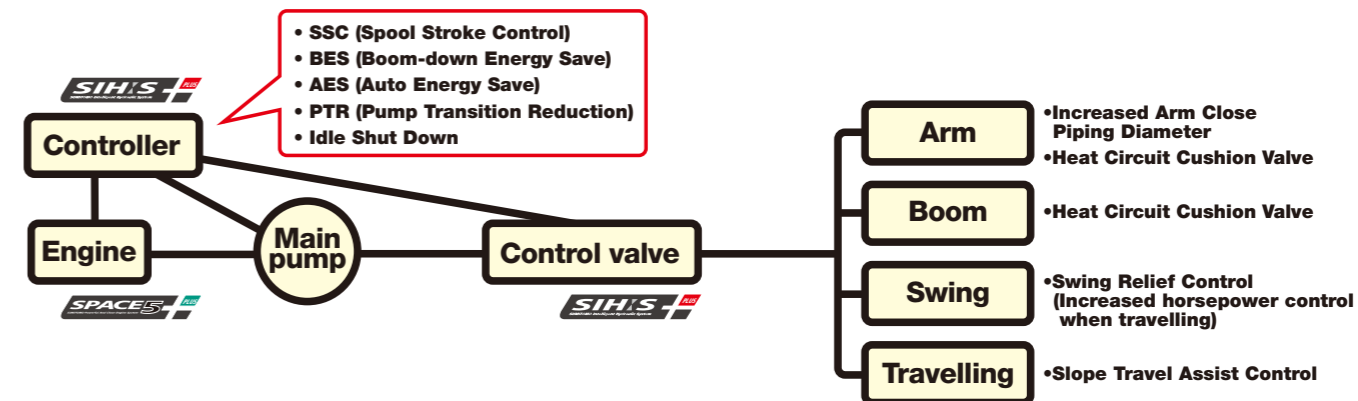 • SSC (Spool Stroke Control)
• BES (Boom-down Energy Save)
• AES (Auto Energy Save)
• PTR (Pump Transition Reduction)
• Idle Shut Down
SIH:S PLUS
Controller
Engine
Main
pump
Control valve
SPACE5 PLUS
SIH:S PLUS
Arm
•Increased Arm Close
Piping Diameter
•Heat Circuit Cushion Valve
Boom
•Heat Circuit Cushion Valve
Swing
•Swing Relief Control
(Increased horsepower control
when travelling)
Travelling
•Slope Travel Assist Control